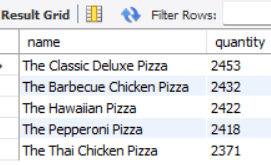 Result Grid Filter Rows:
name quantity
The Classic Deluxe Pizza 2453
The Barbecue Chicken Pizza 2432
The Hawaiian Pizza 2422
The Pepperoni Pizza 2418
The Thai Chicken Pizza 2371